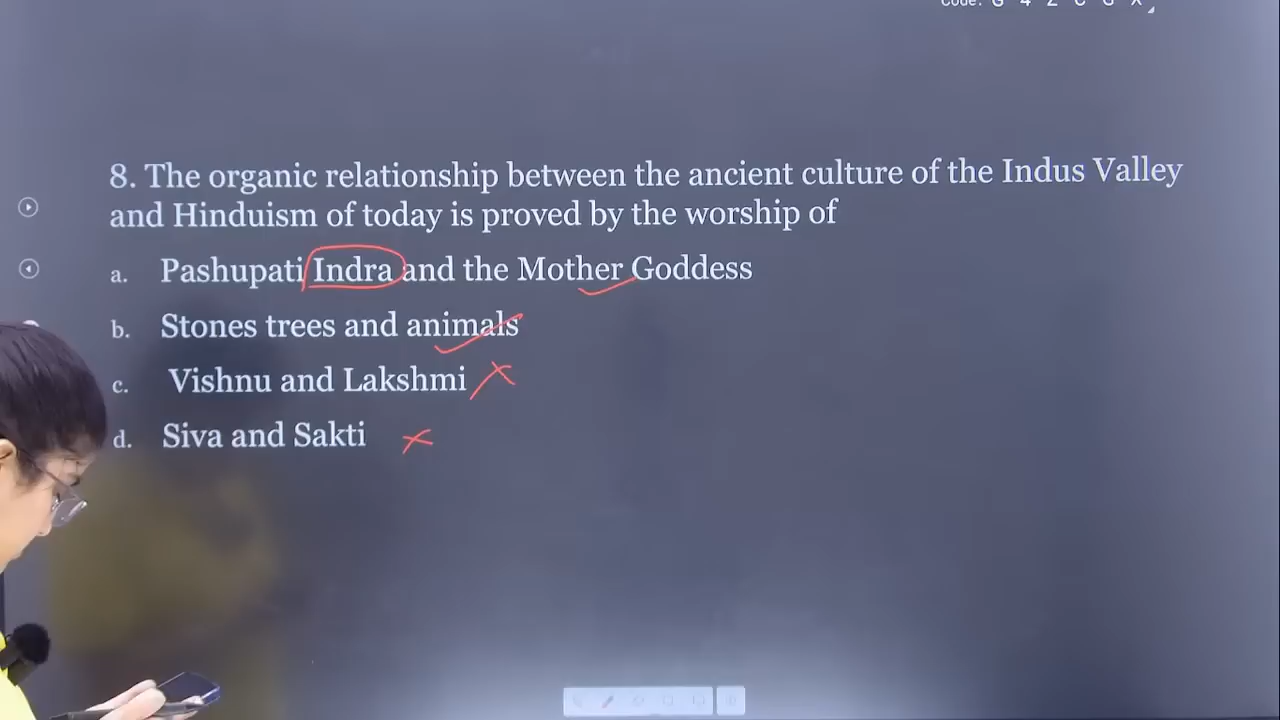 8. The organic relationship between the ancient culture of the Indus Valley
and Hinduism of today is proved by the worship of
a. Pashupati Indra and the Mother Goddess
b. Stones trees and animals
c. Vishnu and Lakshmi
d. Siva and Sakti